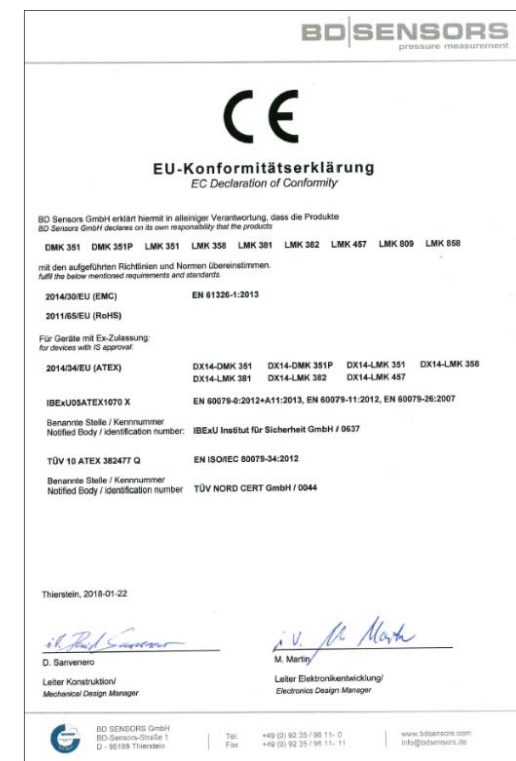 BD|SENSORS
pressure measurement
CE
EU-Konformitätserklärung
EC Declaration of Conformity
BD Sensors GmbH erklärt hiermit in alleiniger Verantwortung, dass die Produkte
BD Sensors GmbH declares on its own responsibility that the products
DMK 351 DMK 351P LMK 351 LMK 358 LMK 381 LMK 382 LMK 457 LMK 809 LMK 858
mit den aufgeführten Richtlinien und Normen übereinstimmen.
fulfil the below mentioned requirements and standards.
2014/30/EU (EMC) EN 61326-1:2013
2011/65/EU (RoHS)
Für Geräte mit Ex-Zulassung:
for devices with IS approval:
2014/34/EU (ATEX) DX14-DMK 351 DX14-DMK 351P DX14-LMK 351 DX14-LMK 358
DX14-LMK 381 DX14-LMK 382 DX14-LMK 457
IBExU05ATEX1070 X EN 60079-0:2012+A11:2013, EN 60079-11:2012, EN 60079-26:2007
Benannte Stelle / Kennnummer
Notified Body / identification number: IBExU Institut für Sicherheit GmbH / 0637
TÜV 10 ATEX 382477 Q EN ISO/IEC 80079-34:2012
Benannte Stelle / Kennnummer
Notified Body / identification number TÜV NORD CERT GmbH / 0044
Thierstein, 2018-01-22
D. Sanvenero M. Martin
Leiter Konstruktion/ Leiter Elektronikentwicklung/
Mechanical Design Manager Electronics Design Manager
BD SENSORS GmbH
BD-Sensors-Straße 1 Tel. +49 (0) 92 35 / 98 11- 0 www.bdsensors.com
D - 95199 Thierstein Fax +49 (0) 92 35 / 98 11- 11 info@bdsensors.de